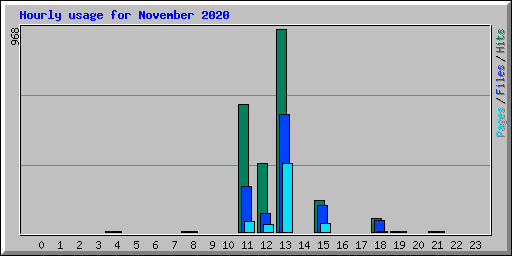 Hourly usage for November 2020
968
Pages/Files/Hits
0 1 2 3 4 5 6 7 8 9 10 11 12 13 14 15 16 17 18 19 20 21 22 23